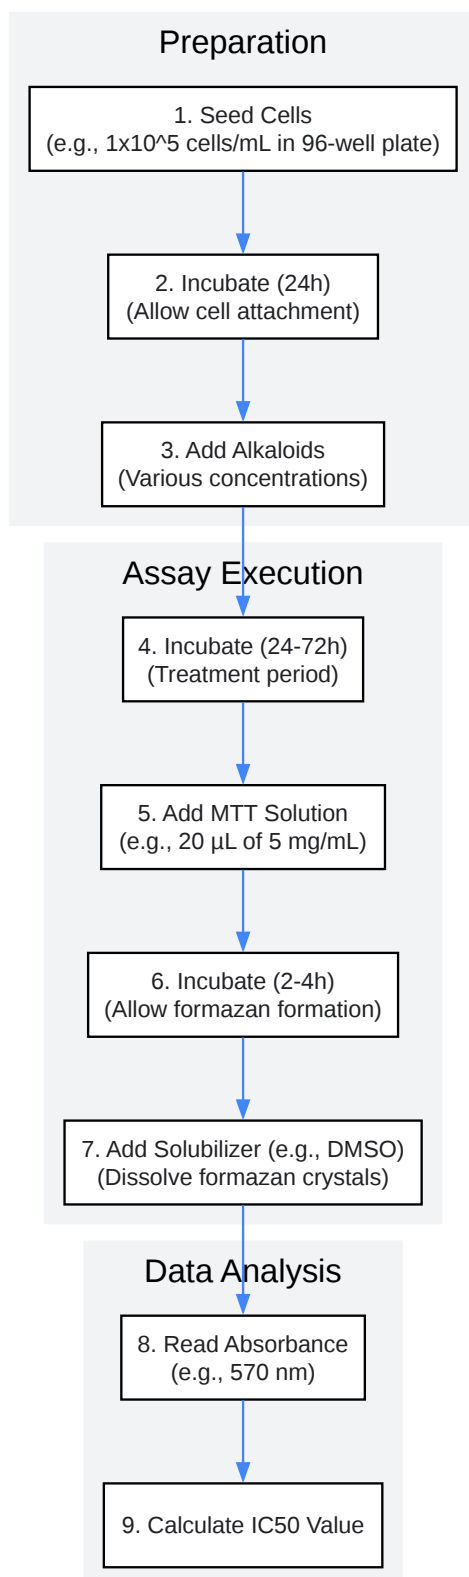 Preparation
1. Seed Cells
(e.g., 1x10^5 cells/mL in 96-well plate)
2. Incubate (24h)
(Allow cell attachment)
3. Add Alkaloids
(Various concentrations)
Assay Execution
4. Incubate (24-72h)
(Treatment period)
5. Add MTT Solution
(e.g., 20 µL of 5 mg/mL)
6. Incubate (2-4h)
(Allow formazan formation)
7. Add Solubilizer (e.g., DMSO)
(Dissolve formazan crystals)
Data Analysis
8. Read Absorbance
(e.g., 570 nm)
9. Calculate IC50 Value